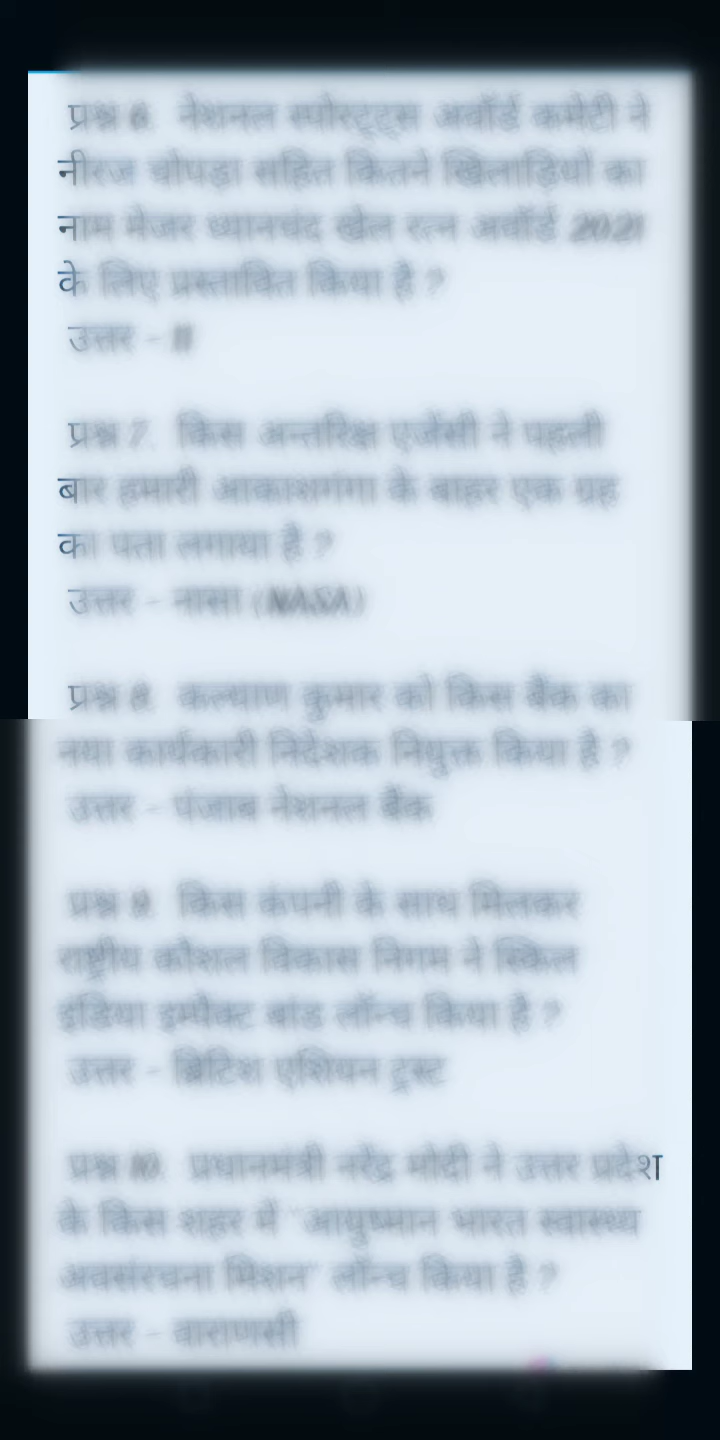 प्रश्न 6. नेशनल स्पोस्ट्ट्स अवॉर्ड कमेटी ने
नीरज चोपड़ा सहित कितने खिलाड़ियों का
नाम मेजर ध्यानचंद खेल रत्न अवॉर्ड 2021
के लिए प्रस्तावित किया है ?
उत्तर - 11
प्रश्न 7. किस अन्तरिक्ष एजेंसी ने पहली
बार हमारी आकाशगंगा के बाहर एक ग्रह
का पता लगाया है ?
उत्तर - नासा (NASA)
प्रश्न 8. कल्याण कुमार को किस बैंक का
नया कार्यकारी निर्देशक नियुक्त किया है ?
उत्तर - पंजाब नेशनल बैंक
प्रश्न 9. किस कंपनी के साथ मिलकर
राष्ट्रीय कौशल विकास निगम ने स्किल
इंडिया इम्पैक्ट बांड लॉन्च किया है ?
उत्तर - ब्रिटिश एशियन ट्रस्ट
प्रश्न 10. प्रधानमंत्री नरेंद्र मोदी ने उत्तर प्रदेश
के किस शहर में "आयुष्मान भारत स्वास्थ्य
अवसंरचना मिशन" लॉन्च किया है ?
उत्तर - वाराणसी